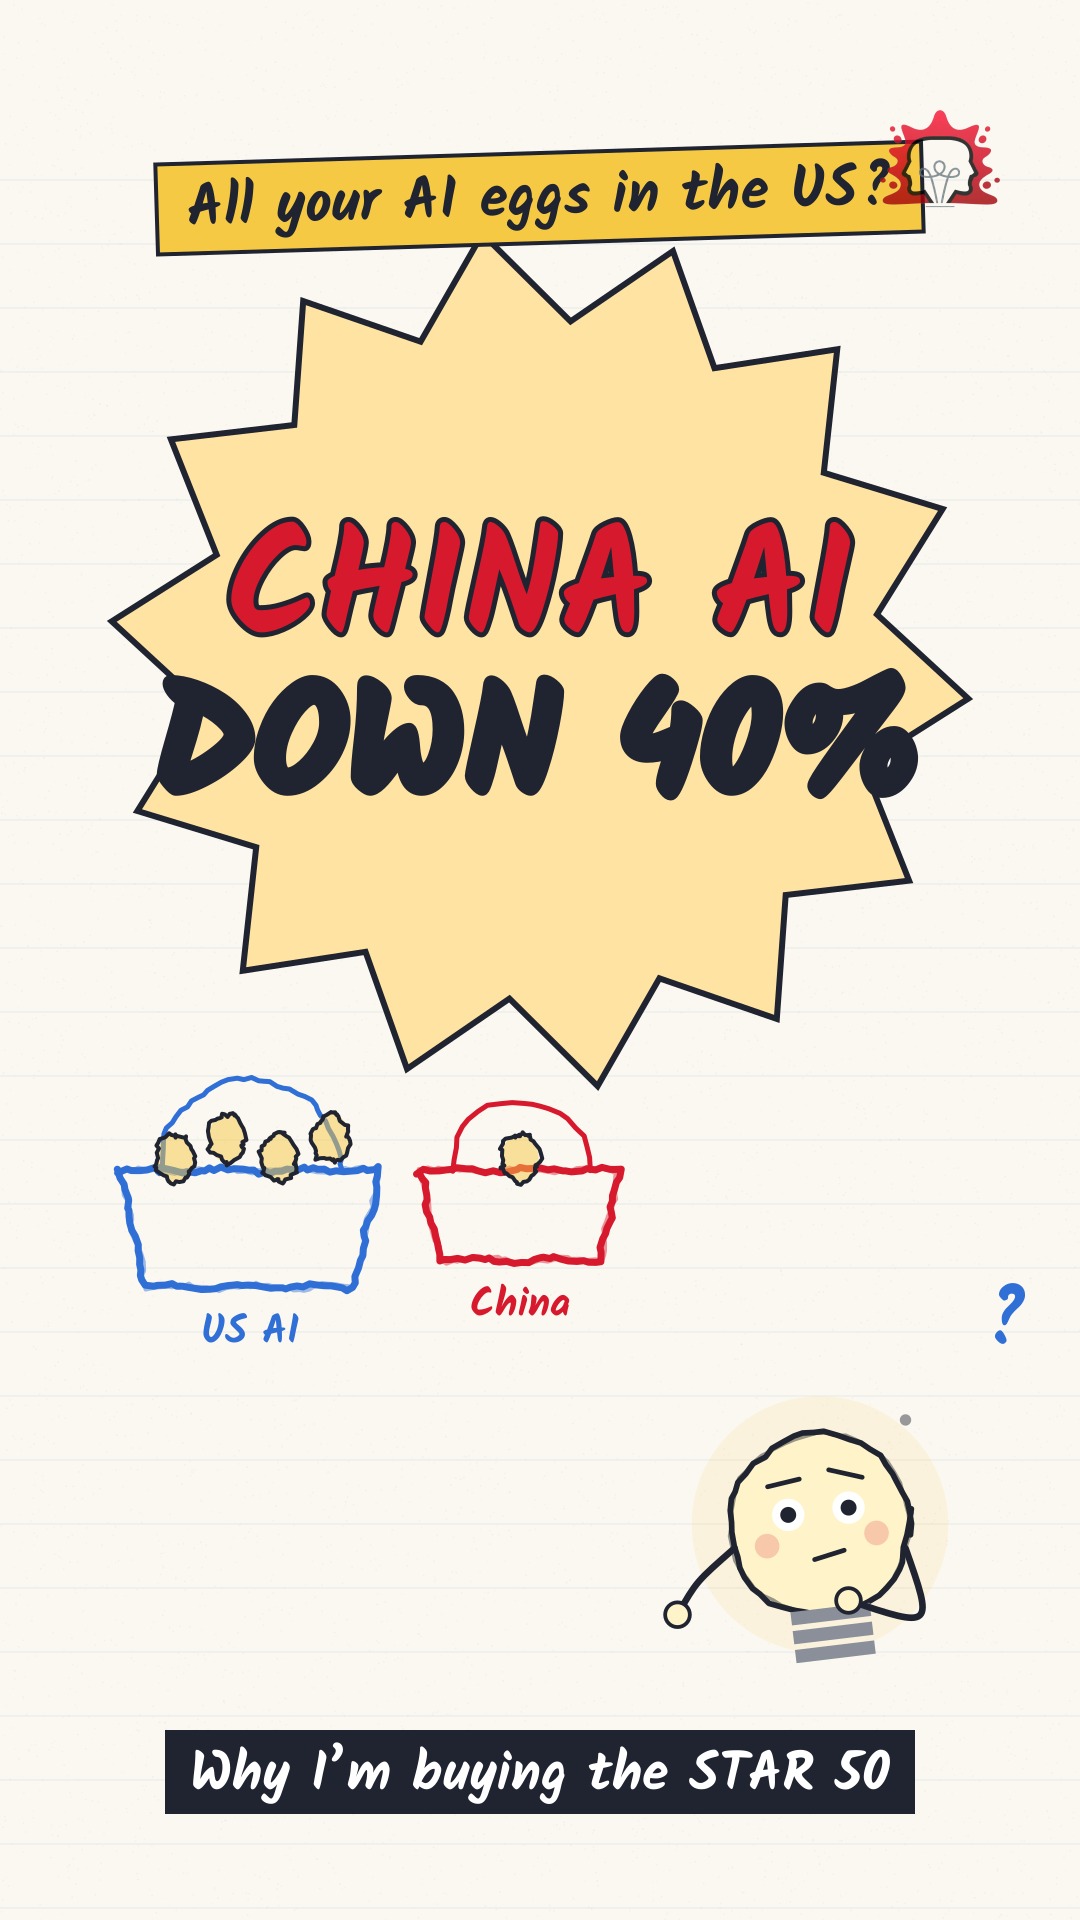 All your AI eggs in the US?
CHINA AI
DOWN 40%
US AI
China
?
Why I'm buying the STAR 50